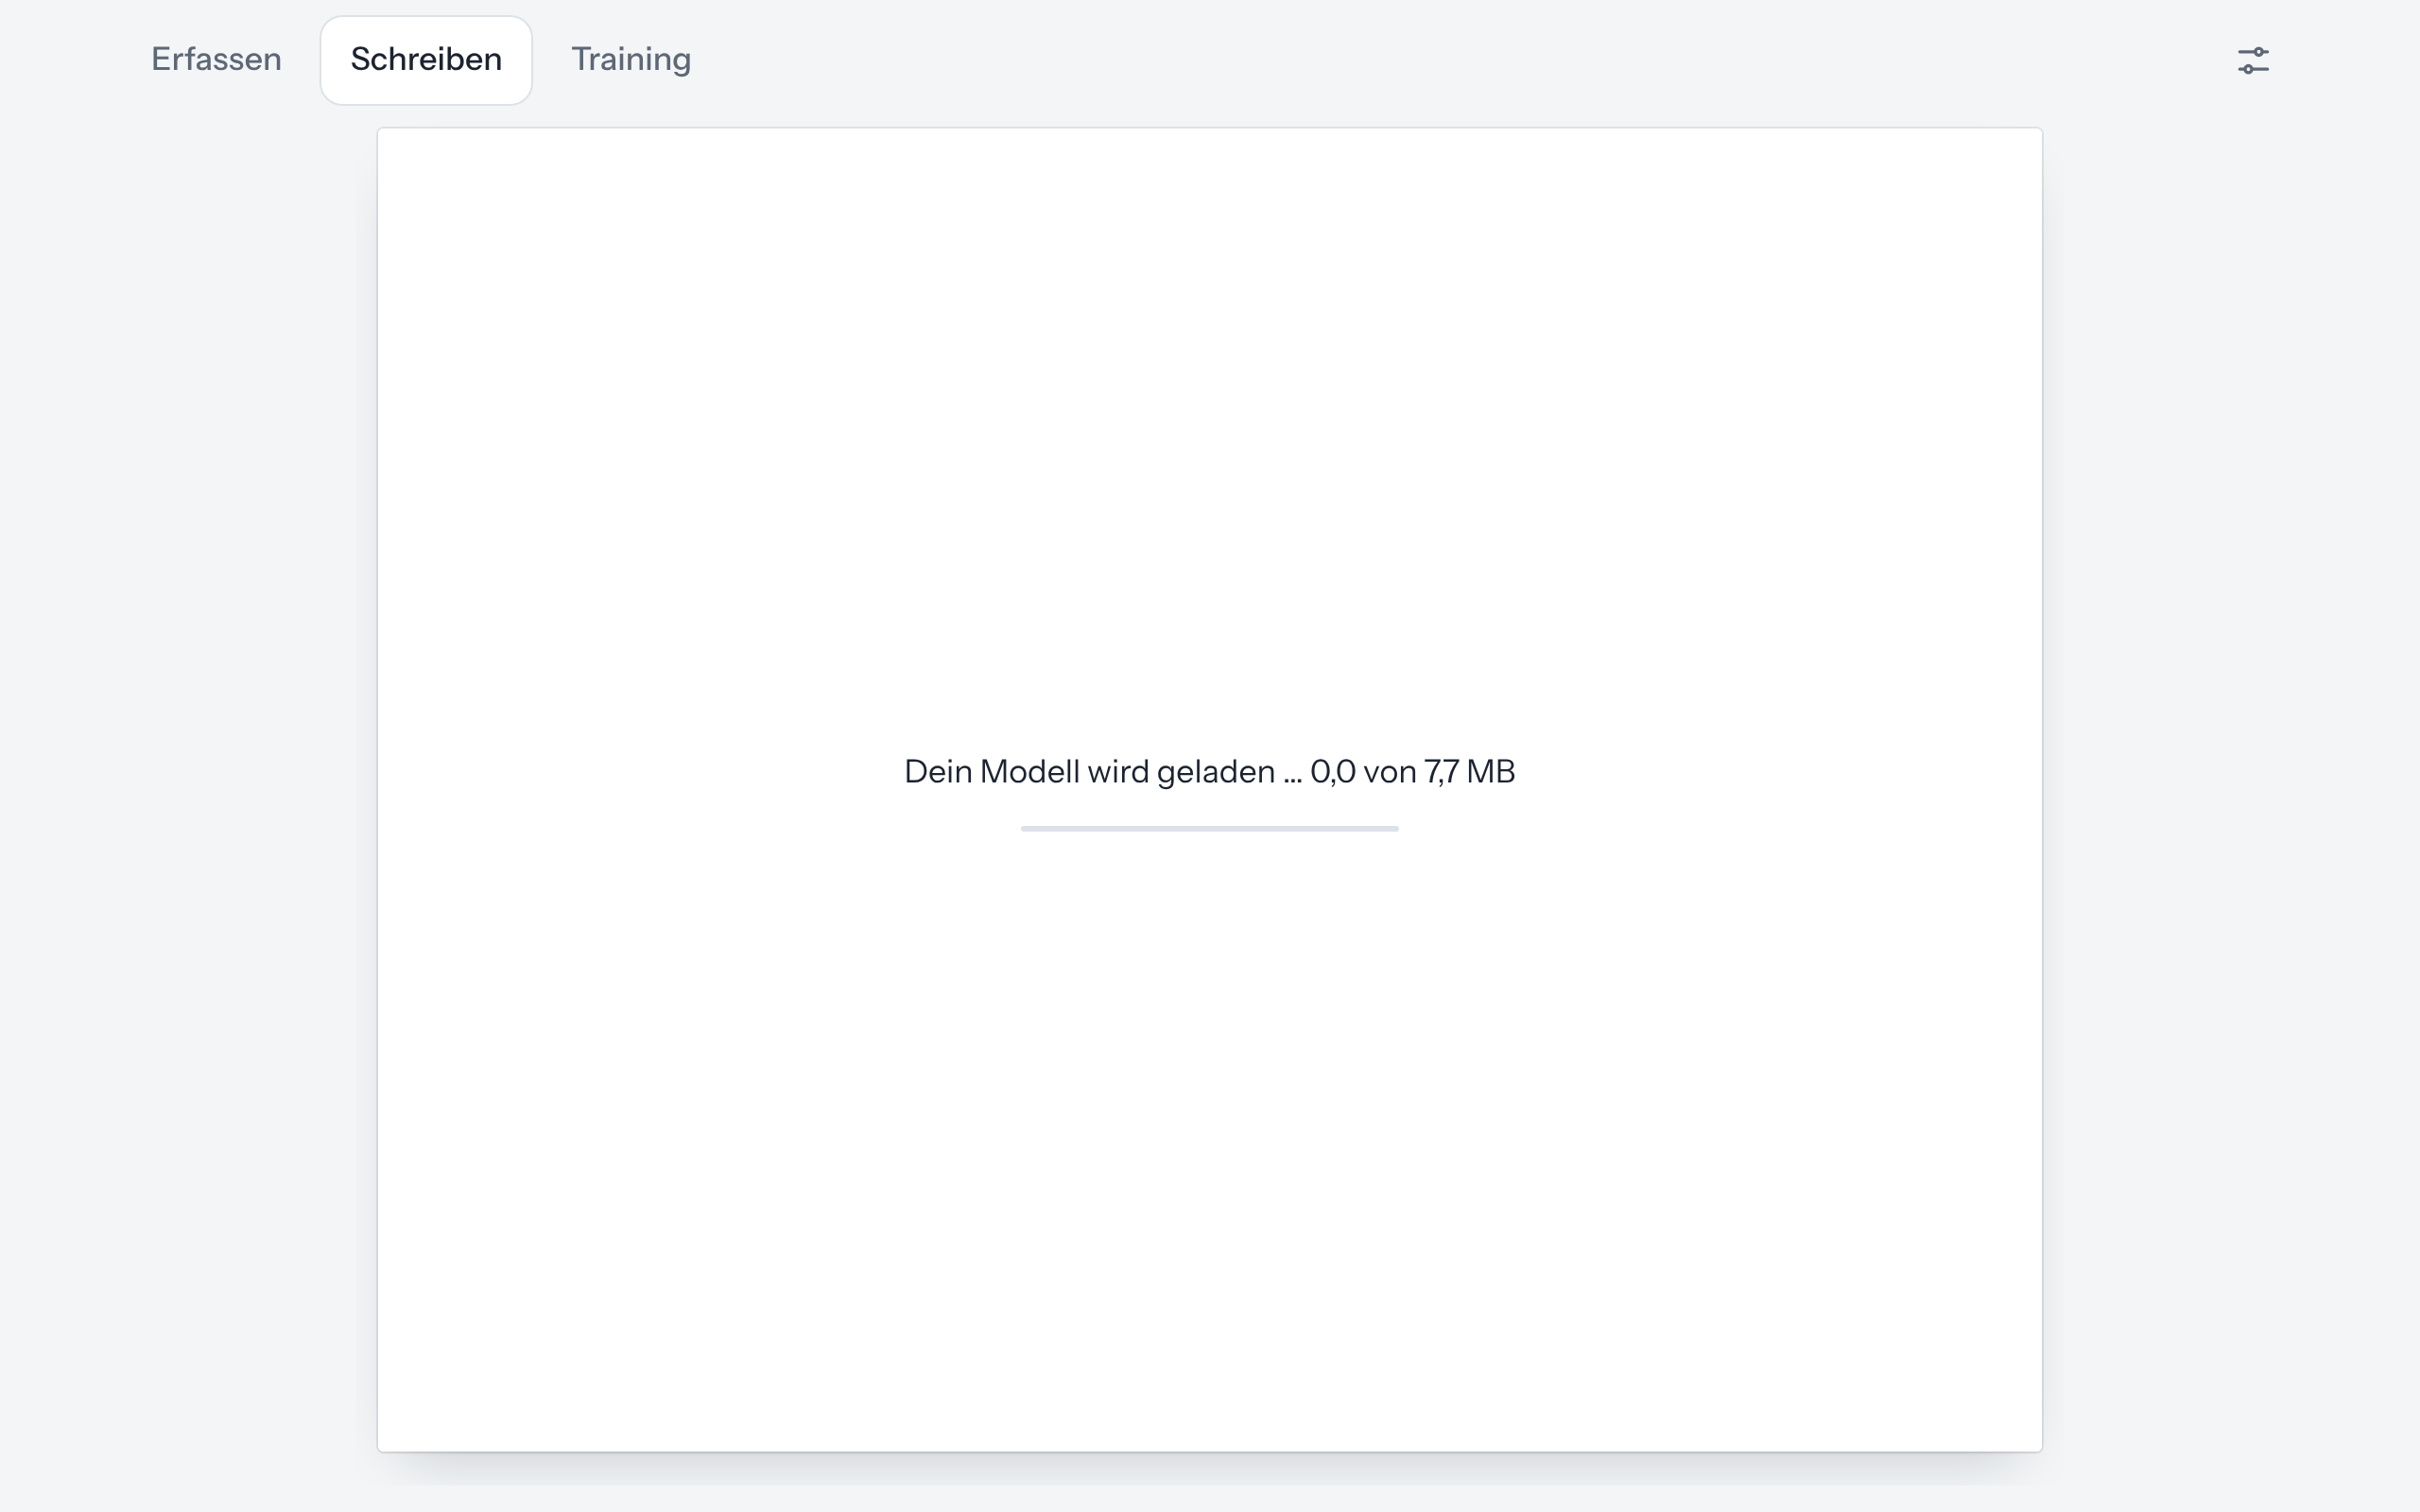 Erfassen
Schreiben
Training
Dein Modell wird geladen ... 0,0 von 7,7 MB